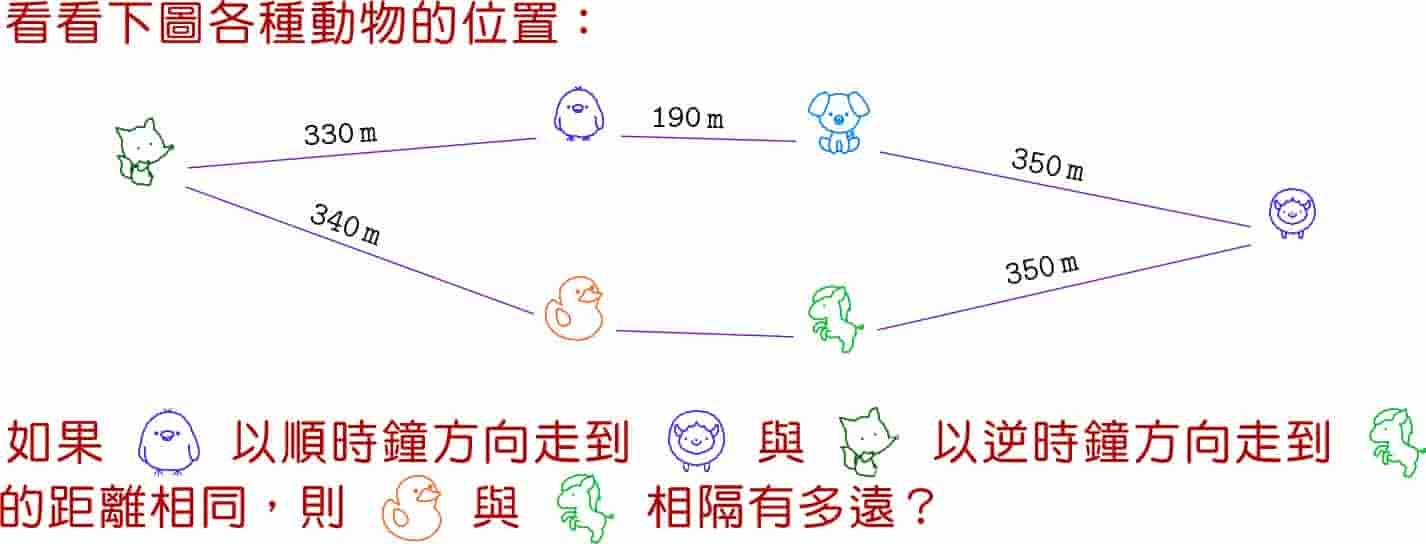 看看下圖各種動物的位置：
330 m
190 m
350 m
340 m
350 m
如果 以順時鐘方向走到 與 以逆時鐘方向走到
的距離相同，則 與 相隔有多遠？